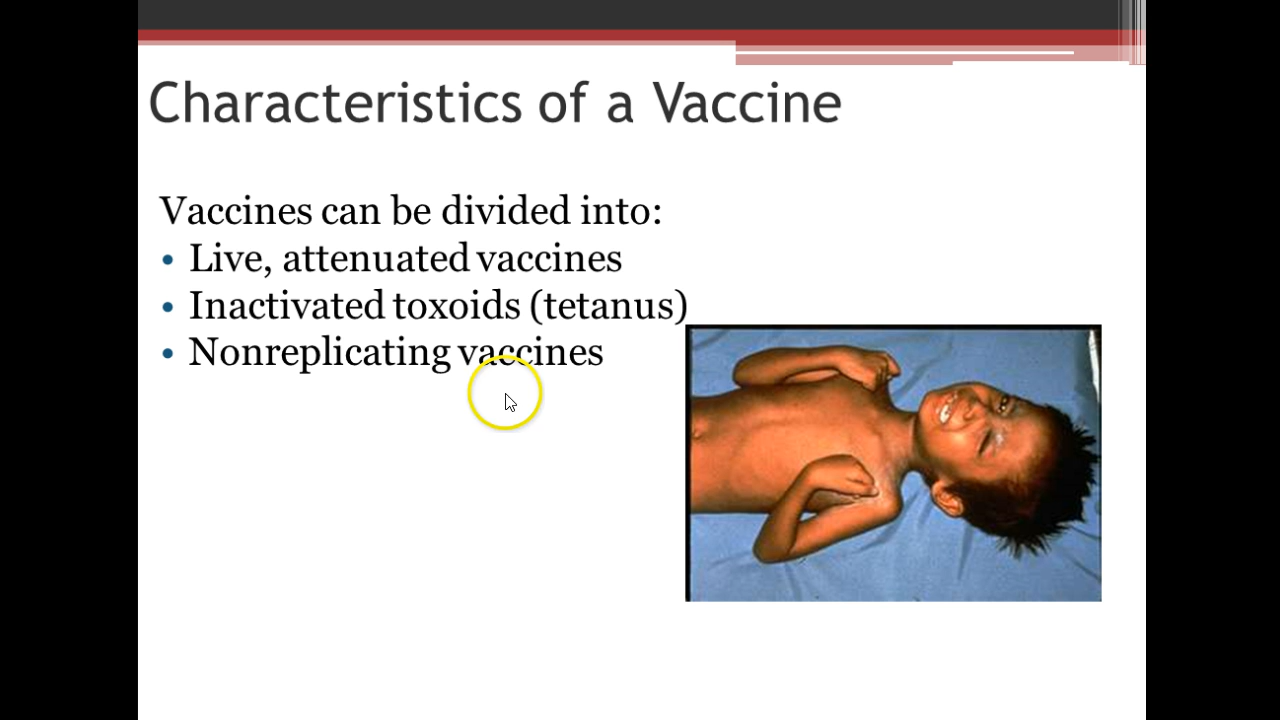 Characteristics of a Vaccine
Vaccines can be divided into:
• Live, attenuated vaccines
• Inactivated toxoids (tetanus)
• Nonreplicating vaccines